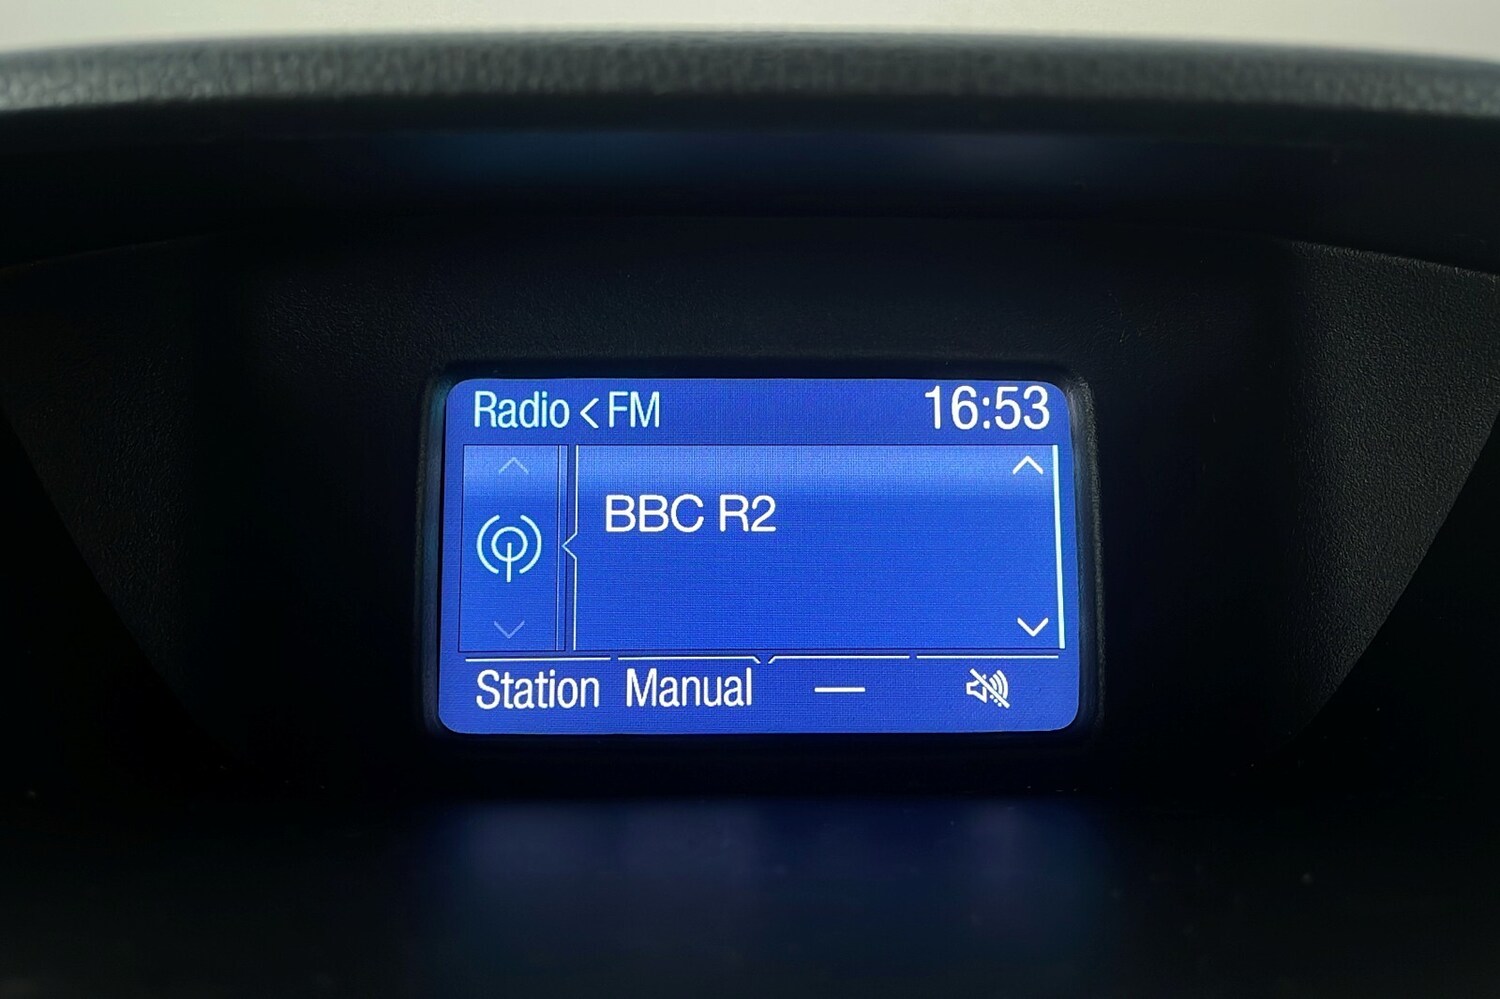 Radio < FM 16:53
BBC R2
Station Manual —